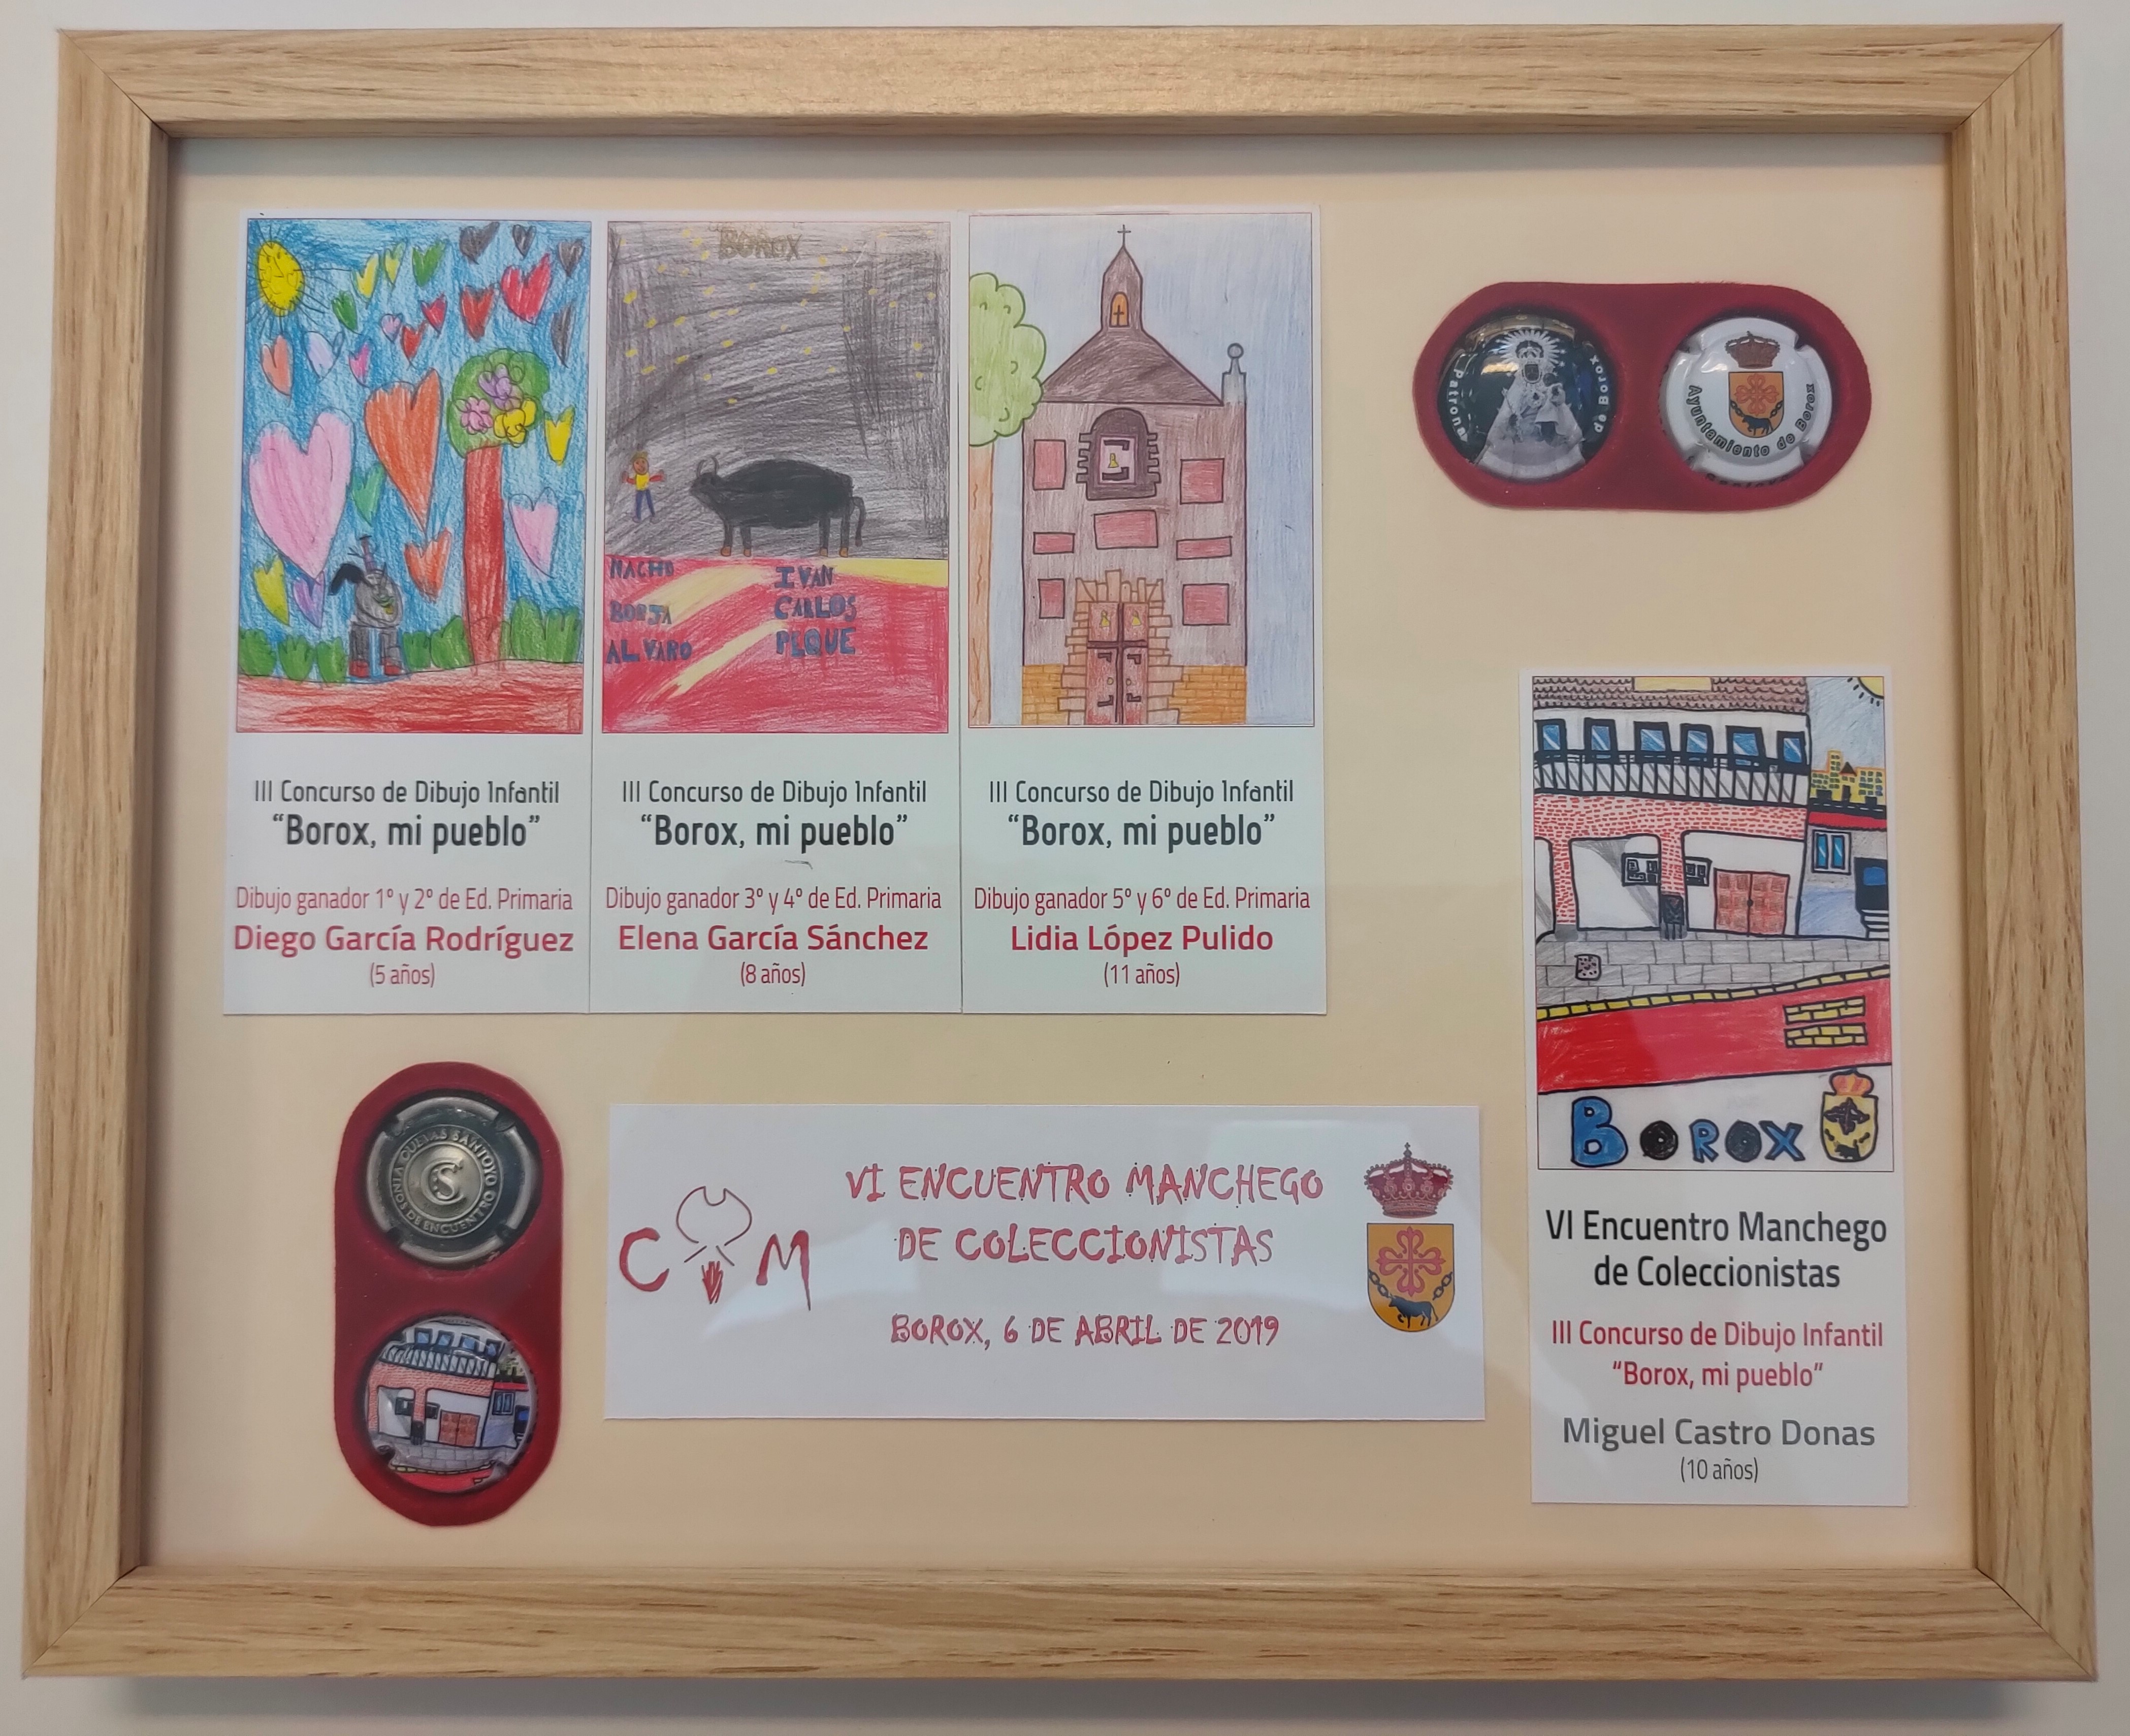 BOROX
NACHO
BORJA
ALVARO
IVAN
CARLOS
PEQUE
III Concurso de Dibujo Infantil
“Borox, mi pueblo”
Dibujo ganador 1º y 2º de Ed. Primaria
Diego García Rodríguez
(5 años)
III Concurso de Dibujo Infantil
“Borox, mi pueblo”
Dibujo ganador 3º y 4º de Ed. Primaria
Elena García Sánchez
(8 años)
III Concurso de Dibujo Infantil
“Borox, mi pueblo”
Dibujo ganador 5º y 6º de Ed. Primaria
Lidia López Pulido
(11 años)
Patrona de Borox
Ayuntamiento de Borox
BOROX
VI Encuentro Manchego
de Coleccionistas
III Concurso de Dibujo Infantil
“Borox, mi pueblo”
Miguel Castro Donas
(10 años)
CUEVAS SANTOYO
DE ENCUENTRO
CS
C M
VI ENCUENTRO MANCHEGO
DE COLECCIONISTAS
BOROX, 6 DE ABRIL DE 2019